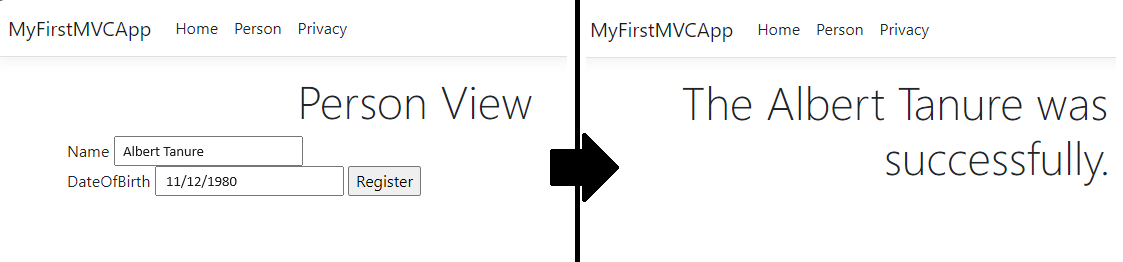 MyFirstMVCApp Home Person Privacy
Person View
Name Albert Tanure
DateOfBirth 11/12/1980 Register
MyFirstMVCApp Home Person Privacy
The Albert Tanure was
successfully.